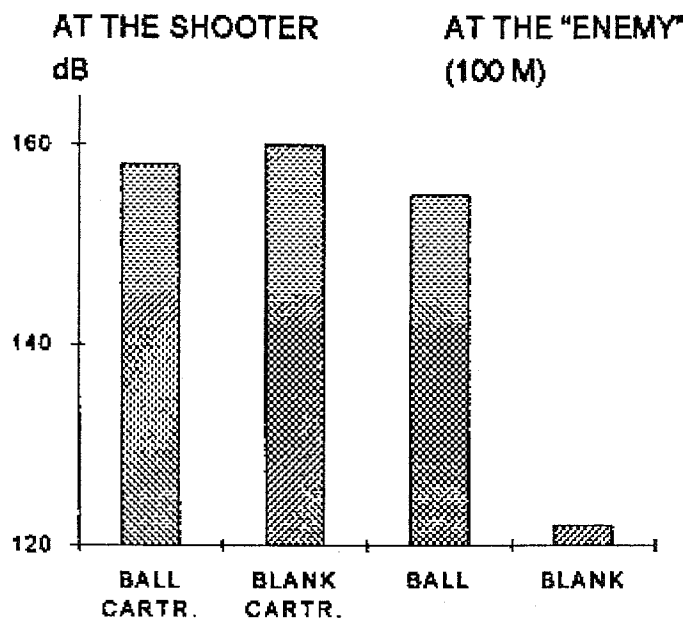 AT THE SHOOTER
dB
AT THE "ENEMY"
(100 M)
160
140
120
BALL
CARTR.
BLANK
CARTR.
BALL
BLANK